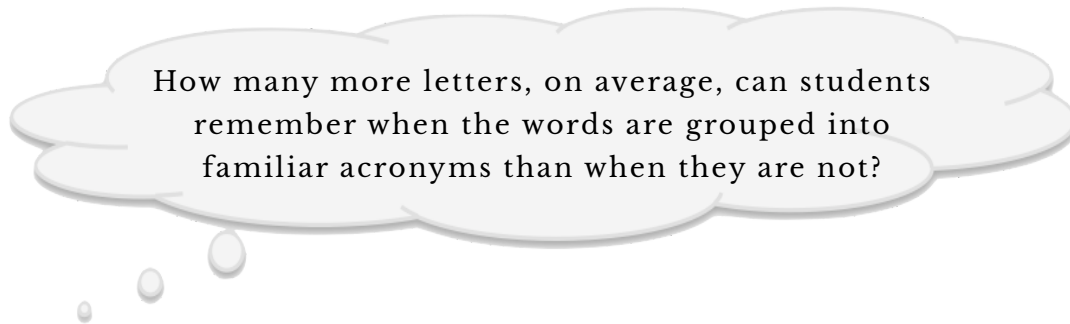 How many more letters, on average, can students
remember when the words are grouped into
familiar acronyms than when they are not?